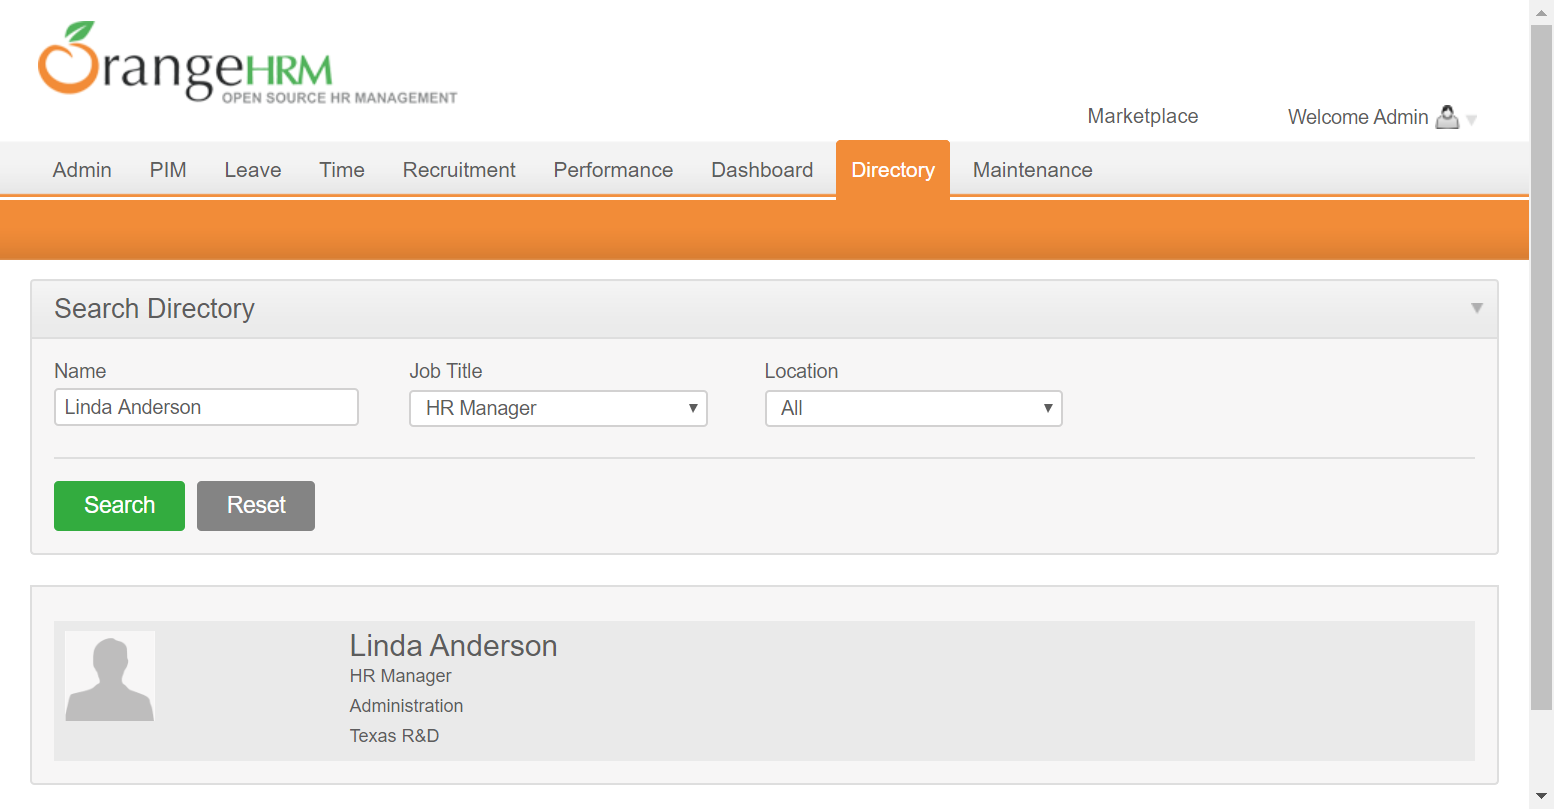 OrangeHRM
OPEN SOURCE HR MANAGEMENT
Marketplace
Welcome Admin
Admin PIM Leave Time Recruitment Performance Dashboard Directory Maintenance
Search Directory
Name Job Title Location
Linda Anderson HR Manager All
Search Reset
Linda Anderson
HR Manager
Administration
Texas R&D